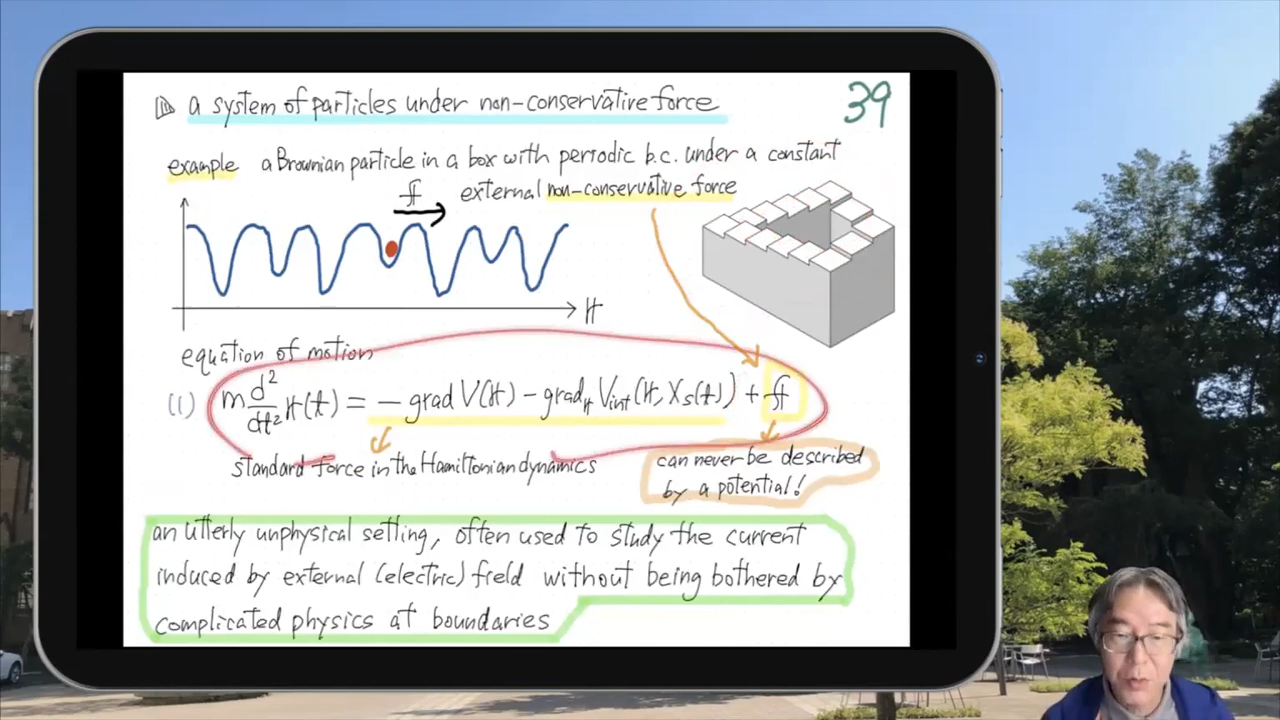 a system of particles under non-conservative force
39
example a Brownian particle in a box with periodic b.c. under a constant
external non-conservative force
f
r
equation of motion
(1) m d²/dt² r(t) = − grad V(r) − grad_r V_int(r, X_s(t)) + f
standard force in the Hamiltonian dynamics
can never be described
by a potential!
an utterly unphysical setting, often used to study the current
induced by external (electric) field without being bothered by
complicated physics at boundaries